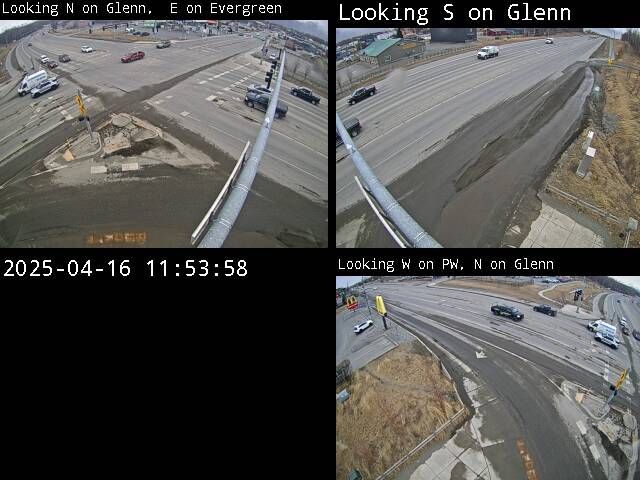 Looking N on Glenn,  E on Evergreen
Looking S on Glenn
2025-04-16 11:53:58
Looking W on PW, N on Glenn